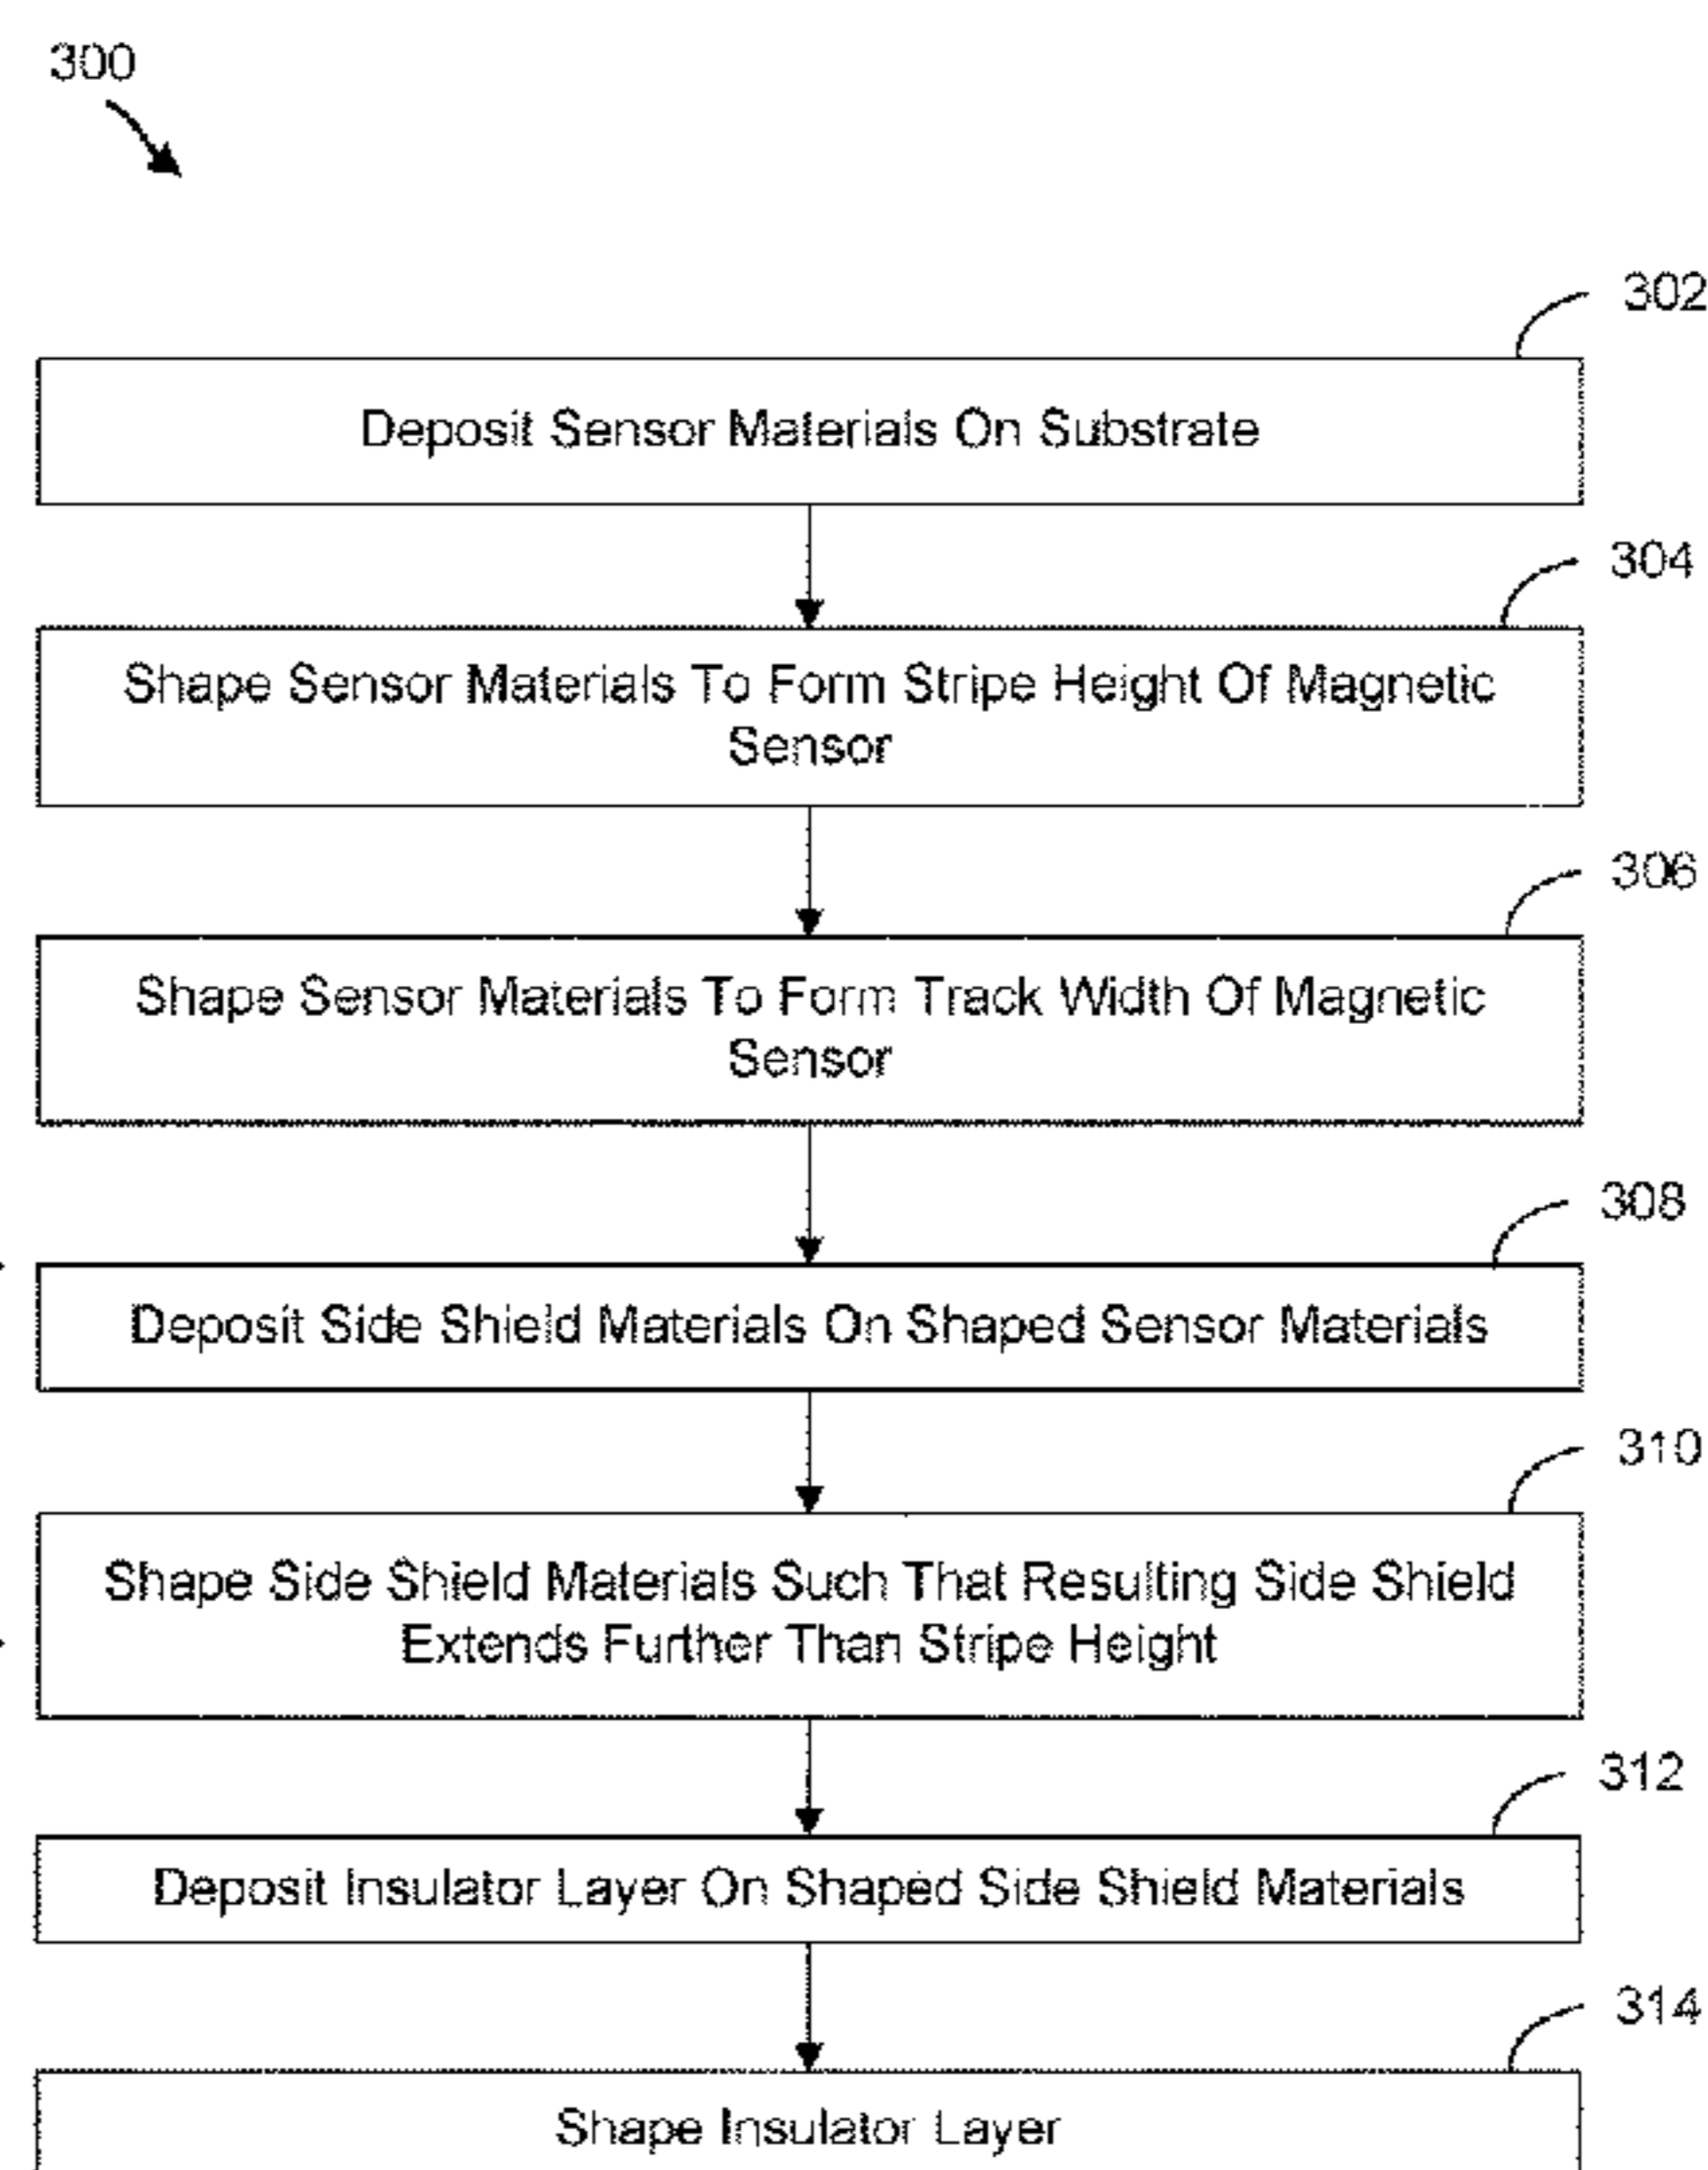 300
302
Deposit Sensor Materials On Substrate
304
Shape Sensor Materials To Form Stripe Height Of Magnetic
Sensor
306
Shape Sensor Materials To Form Track Width Of Magnetic
Sensor
308
Deposit Side Shield Materials On Shaped Sensor Materials
310
Shape Side Shield Materials Such That Resulting Side Shield
Extends Further Than Stripe Height
312
Deposit Insulator Layer On Shaped Side Shield Materials
314
Shape Insulator Layer